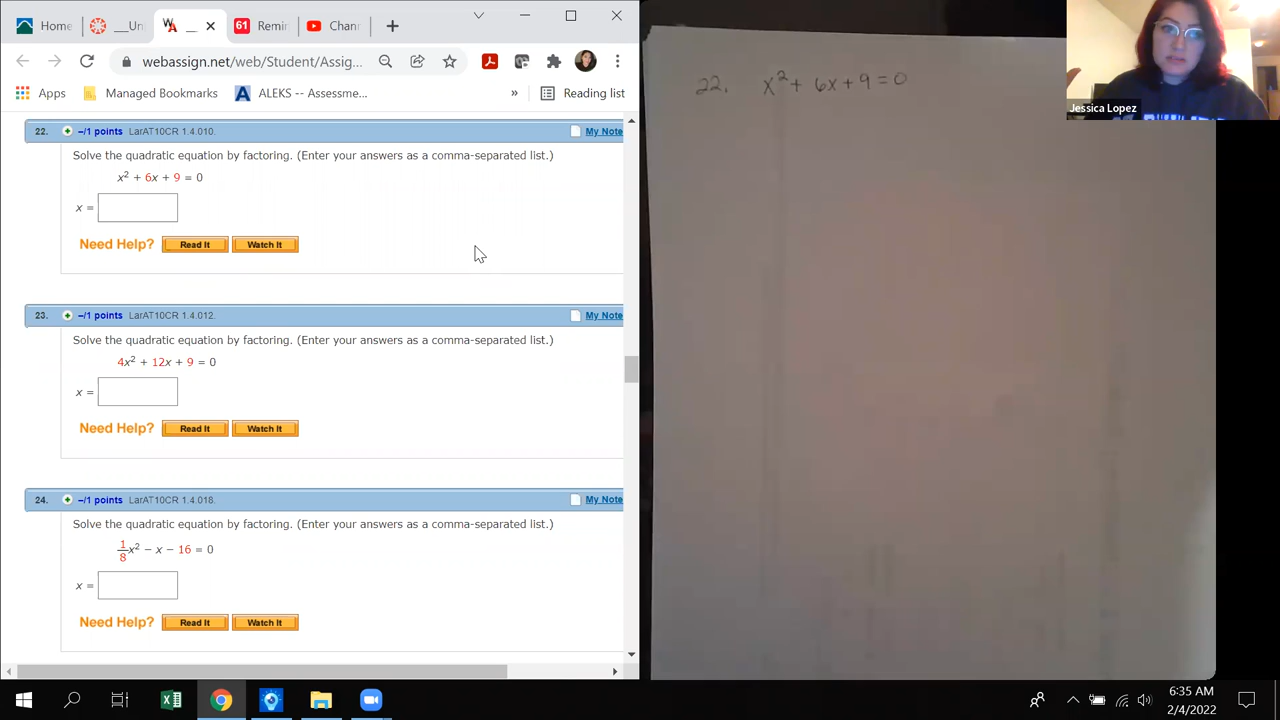 Home
__Un
WA
61 Remi
Chan
webassign.net/web/Student/Assig...
Apps
Managed Bookmarks
ALEKS -- Assessme...
»
Reading list
22. –/1 points LarAT10CR 1.4.010. My Note
Solve the quadratic equation by factoring. (Enter your answers as a comma-separated list.)
x² + 6x + 9 = 0
x =
Need Help? Read It Watch It
23. –/1 points LarAT10CR 1.4.012. My Note
Solve the quadratic equation by factoring. (Enter your answers as a comma-separated list.)
4x² + 12x + 9 = 0
x =
Need Help? Read It Watch It
24. –/1 points LarAT10CR 1.4.018. My Note
Solve the quadratic equation by factoring. (Enter your answers as a comma-separated list.)
1/8x² − x − 16 = 0
x =
Need Help? Read It Watch It
22. x² + 6x + 9 = 0
Jessica Lopez
6:35 AM
2/4/2022